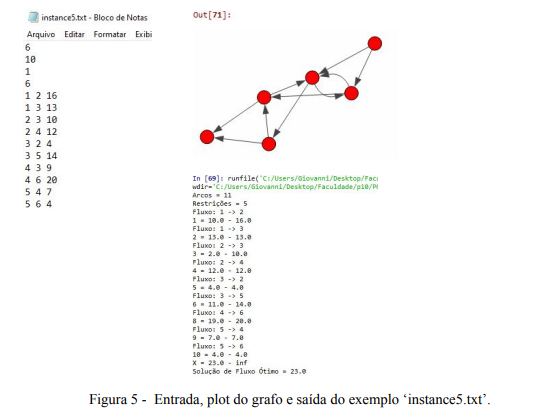 instance5.txt - Bloco de Notas
Arquivo Editar Formatar Exibi
6
10
1
6
1 2 16
1 3 13
2 3 10
2 4 12
3 2 4
3 5 14
4 3 9
4 6 20
5 4 7
5 6 4
Out[71]:
In [69]: runfile('C:/Users/Giovanni/Desktop/Facu
wdir='C:/Users/Giovanni/Desktop/Faculdade/pi0/P
Arcos = 11
Restrições = 5
Fluxo: 1 -> 2
1 = 10.0 - 16.0
Fluxo: 1 -> 3
2 = 13.0 - 13.0
Fluxo: 2 -> 3
3 = 2.0 - 10.0
Fluxo: 2 -> 4
4 = 12.0 - 12.0
Fluxo: 3 -> 2
5 = 4.0 - 4.0
Fluxo: 3 -> 5
6 = 11.0 - 14.0
Fluxo: 4 -> 6
8 = 19.0 - 20.0
Fluxo: 5 -> 4
9 = 7.0 - 7.0
Fluxo: 5 -> 6
10 = 4.0 - 4.0
X = 23.0 - inf
Solução de Fluxo Ótimo = 23.0
Figura 5 - Entrada, plot do grafo e saída do exemplo ‘instance5.txt’.